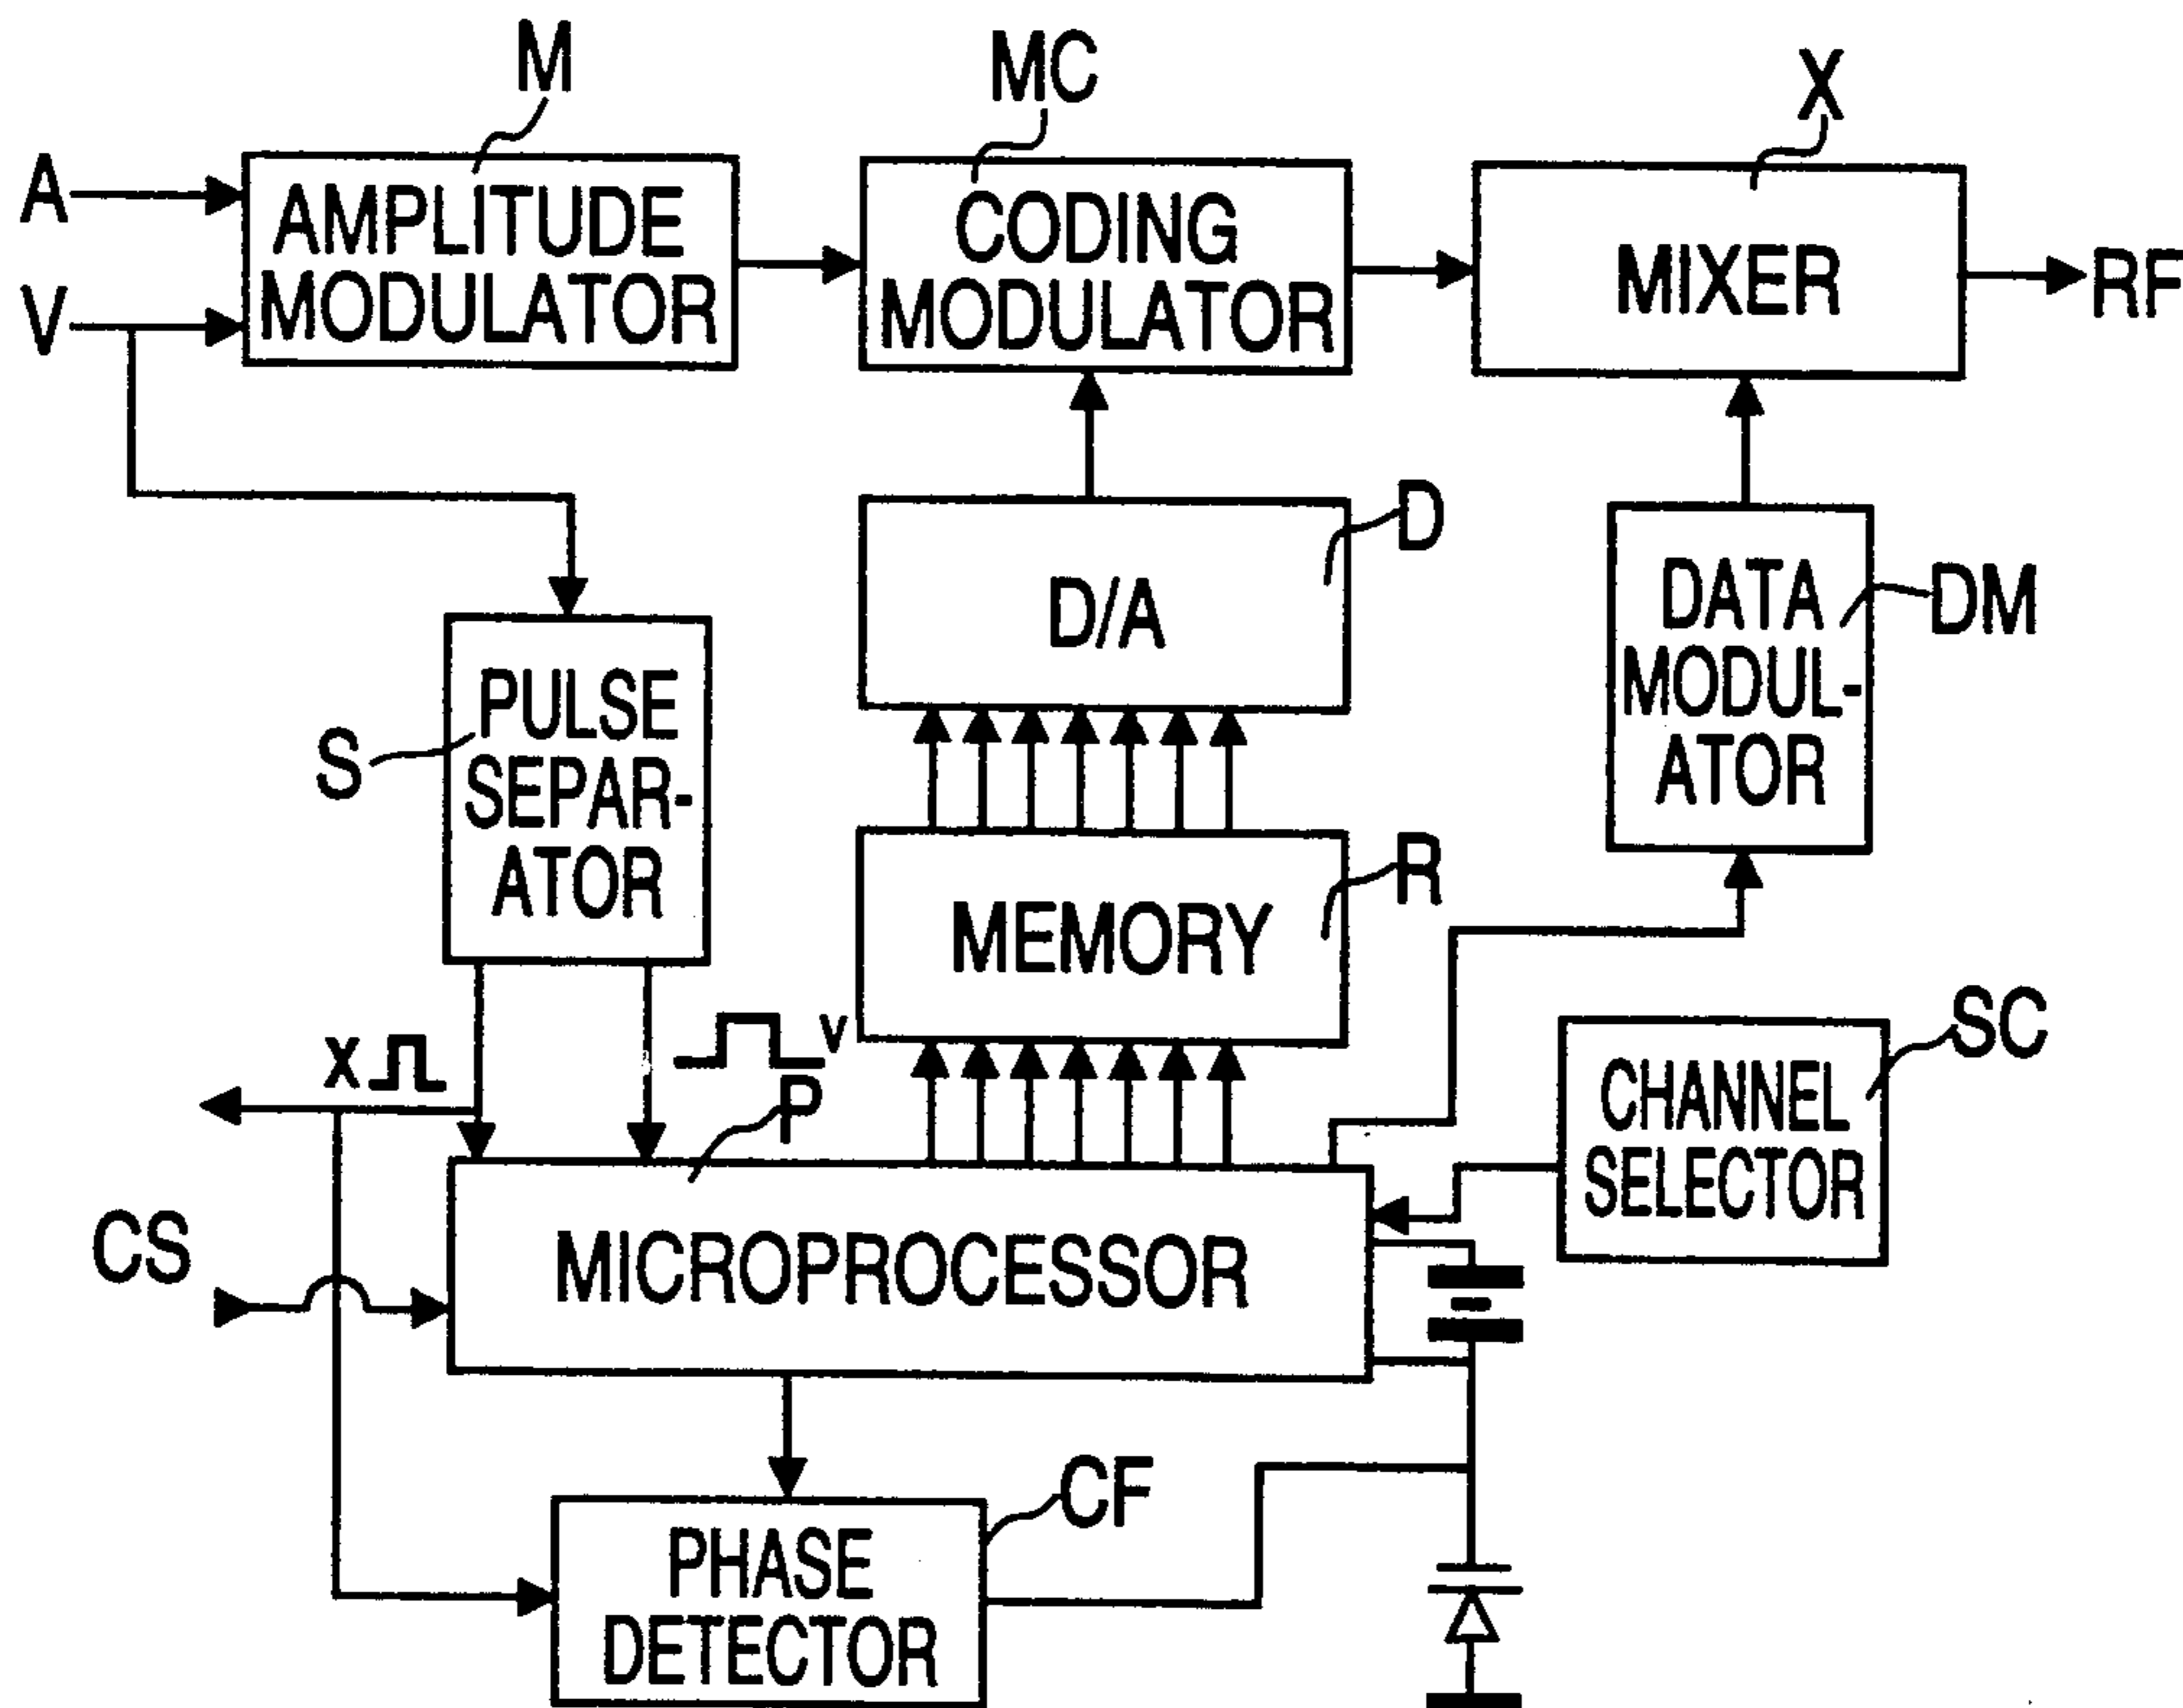 M
MC
X
A
AMPLITUDE
MODULATOR
V
CODING
MODULATOR
MIXER
RF
D
D/A
DATA
MODUL-
ATOR
DM
S
PULSE
SEPAR-
ATOR
R
MEMORY
X
v
P
SC
CHANNEL
SELECTOR
CS
MICROPROCESSOR
CF
PHASE
DETECTOR